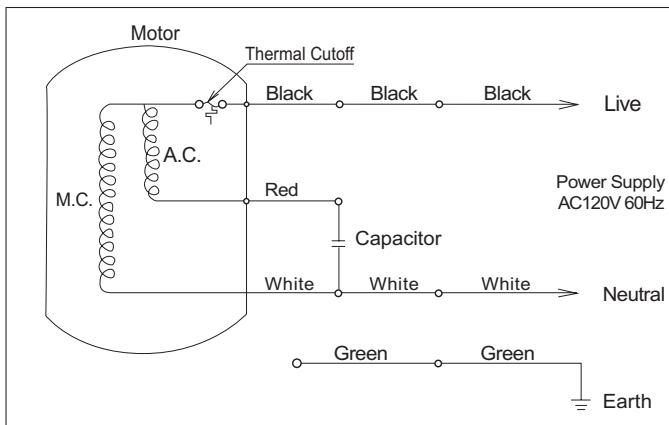 Motor
Thermal Cutoff
Black Black Black Live
A.C.
M.C.
Red
Power Supply
AC120V 60Hz
Capacitor
White White White Neutral
Green Green
Earth